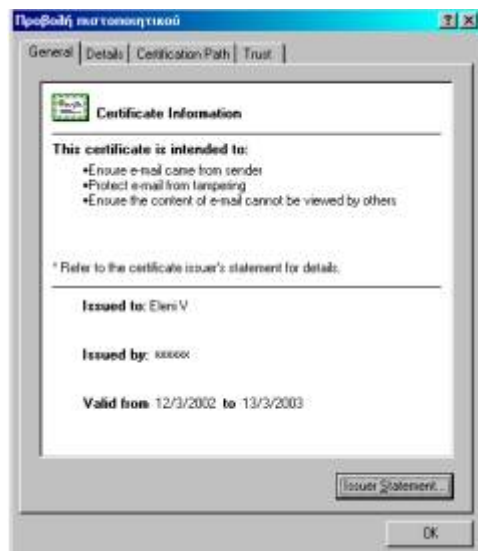 Προβολή πιστοποιητικού
General Details Certification Path Trust
Certificate Information
This certificate is intended to:
•Ensure e-mail came from sender
•Protect e-mail from tampering
•Ensure the content of e-mail cannot be viewed by others
* Refer to the certificate issuer's statement for details.
Issued to: Eleni V
Issued by: xxxxxx
Valid from 12/3/2002 to 13/3/2003
Issuer Statement...
OK